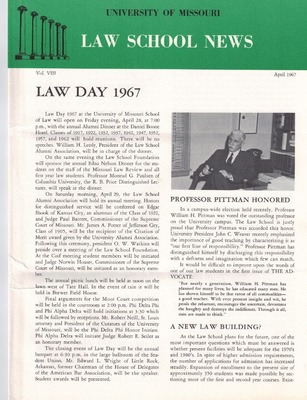 UNIVERSITY OF MISSOURI
LAW SCHOOL NEWS
Vol. VIII
April 1967
LAW DAY 1967
Law Day 1967 at the University of Missouri School
of Law will open on Friday evening, April 28, at 7:00
p.m., with the annual Alumni Dinner at the Daniel Boone
Hotel. Classes of 1917, 1922, 1932, 1937, 1942, 1947, 1952,
1957, and 1962 will hold reunions. There will be no
speeches. William H. Leedy, President of the Law School
Alumni Association, will be in charge of the dinner.
On the same evening the Law School Foundation
will sponsor the annual Edna Nelson Dinner for the stu-
dents on the staff of the Missouri Law Review and all
first year law students. Professor Monrad G. Paulsen of
Columbia University, the R. B. Price Distinguished Lec-
turer, will speak at the dinner.
On Saturday morning, April 29, the Law School
Alumni Association will hold its annual meeting. Honors
for distinguished service will be conferred on Edgar
Shook of Kansas City, an alumnus of the Class of
and Judge Paul Barrett, Commissioner of the Supreme
Court of Missouri. Mr. James A. Potter of Jefferson City,
Class of 1905, will be the recipient of the Citation of
Merit award given by the University Alumni Association.
Following this ceremony, president O. W. Watkins will
preside over a meeting of the Law School Foundation.
At the Coif meeting student members will be initiated
and Judge Norwin Houser, Commissioner of the Supreme
Court of Missouri, will be initiated as an honorary mem-
ber.
The annual picnic lunch will be held at noon on the
lawn west of Tate Hall. In the event of rain it will be
held in Brewer Field House.
Final arguments for the Moot Court competition
will be held in the courtroom at 2:00 p.m. Phi Delta Phi
and Phi Alpha Delta will hold initiations at 3:30 which
will be followed by receptions. Mr. Robert Neill, St. Louis
attorney and President of the Curators of the University
of Missouri, will be the Phi Delta Phi Honor Initiate.
Phi Alpha Delta will initiate Judge Robert R. Seiler as
an honorary member.
The closing event of Law Day will be the annual
banquet at 6:30 p.m. in the large ballroom of the Stu-
dent Union. Mr. Edward L. Wright of Little Rock,
Arkansas, former Chairman of the House of Delegates
of the American Bar Association, will be the speaker.
Student awards will be presented.
PROFESSOR PITTMAN HONORED
In a campus-wide election held recently, Professor
William H. Pittman was voted the outstanding professor
on the University campus. The Law School is justly
proud that Professor Pittman was accorded this honor.
University President John C. Weaver recently emphasized
the importance of good teaching by characterizing it as
"our first line of responsibility." Professor Pittman has
distinguished himself by discharging this responsibility
with a deftness and imagination which few can match.
It would be difficult to improve upon the words of
one of our law students in the first issue of THE AD-
VOCATE:
For nearly a generation, William H. Pittman has
planned for many lives; he has educated many men. He
has driven himself to be that rarest of all commodities,
a good teacher. With ever present insight and wit, he
prods the reluctant, encourages the retentive, devastates
the haughty and destroys the indifferent. Through it all,
men are made to think."
A NEW LAW BUILDING?
As the Law School plans for the future, one of the
most important questions which must be answered is
whether present facilities will be adequate for the 1970's
and 1980's. In spite of higher admission requirements,
the number of applications for admission has increased
steadily. Expansion of enrollment to the present size of
approximately 350 students was made possible by sec-
tioning most of the first and second year courses. Exist-